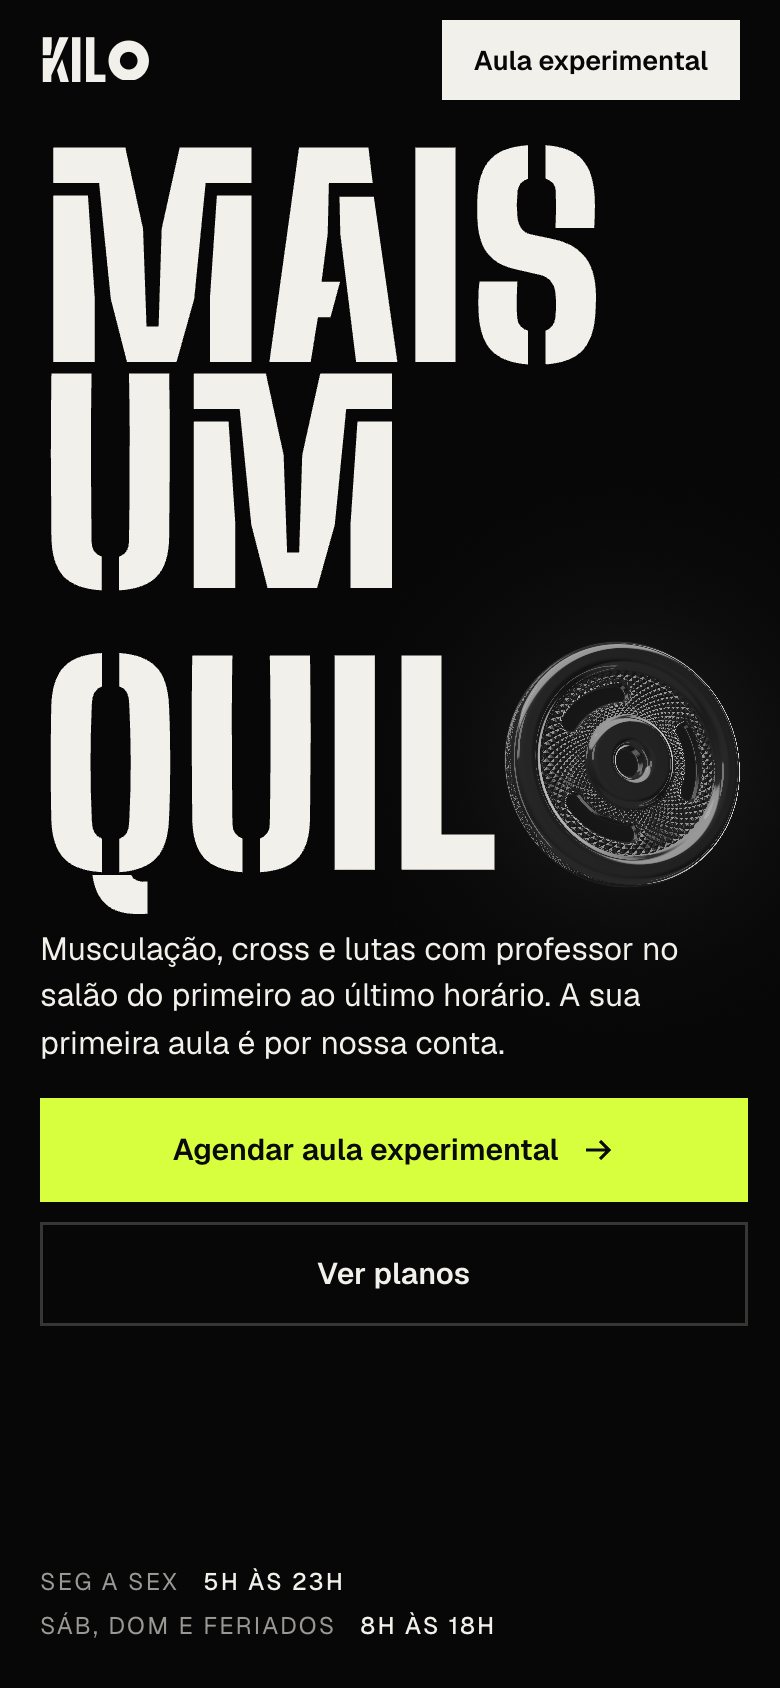 KILO
Aula experimental
MAIS
UM
QUIL
Musculação, cross e lutas com professor no
salão do primeiro ao último horário. A sua
primeira aula é por nossa conta.
Agendar aula experimental →
Ver planos
SEG A SEX 5H ÀS 23H
SÁB, DOM E FERIADOS 8H ÀS 18H